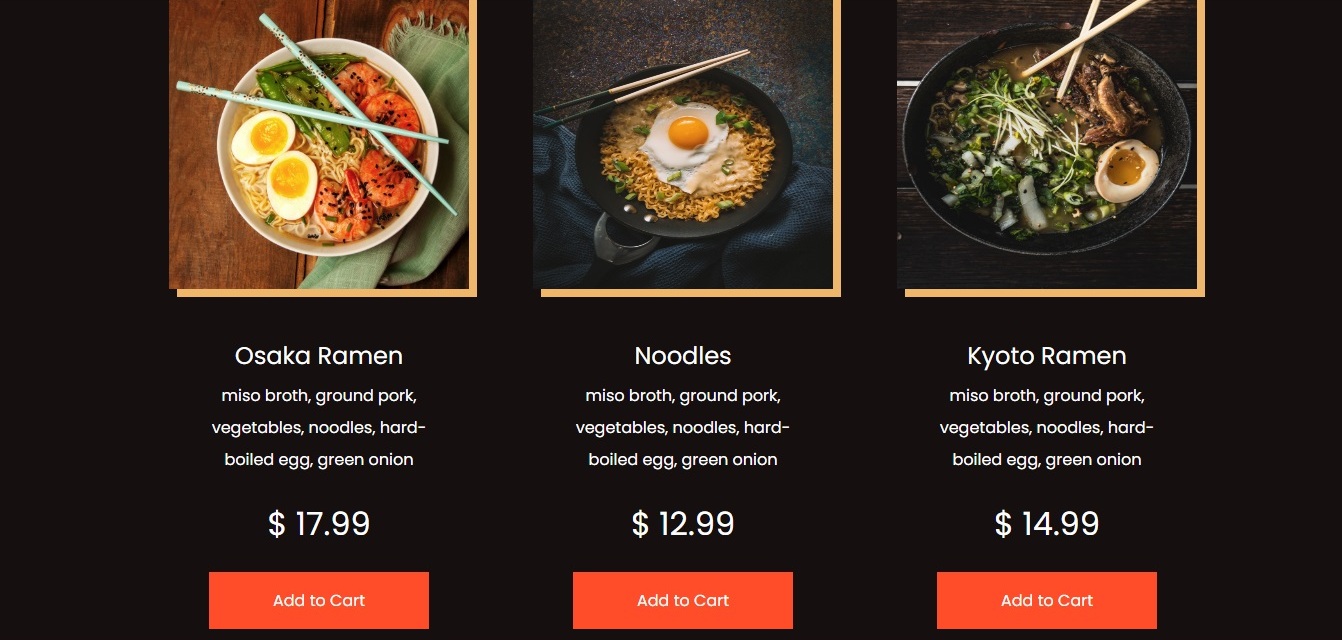 Osaka Ramen
miso broth, ground pork,
vegetables, noodles, hard-
boiled egg, green onion
$ 17.99
Add to Cart
Noodles
miso broth, ground pork,
vegetables, noodles, hard-
boiled egg, green onion
$ 12.99
Add to Cart
Kyoto Ramen
miso broth, ground pork,
vegetables, noodles, hard-
boiled egg, green onion
$ 14.99
Add to Cart